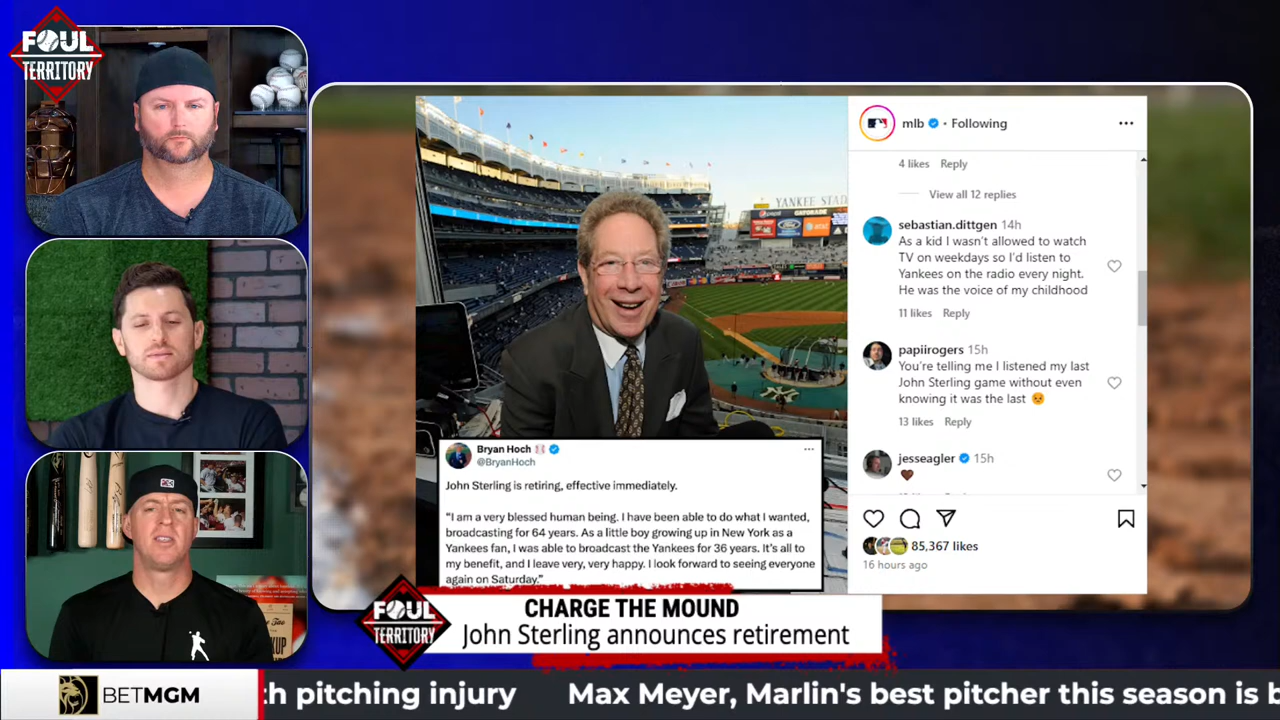 FOUL
TERRITORY
YANKEE STAD
pepsi
GATORADE
mlb • Following
4 likes Reply
View all 12 replies
sebastian.dittgen 14h
As a kid I wasn't allowed to watch
TV on weekdays so I'd listen to
Yankees on the radio every night.
He was the voice of my childhood
11 likes Reply
papiirogers 15h
You're telling me I listened my last
John Sterling game without even
knowing it was the last 😡
13 likes Reply
jesseagler 15h
🤎
85,367 likes
16 hours ago
Bryan Hoch
@BryanHoch
John Sterling is retiring, effective immediately.
"I am a very blessed human being. I have been able to do what I wanted,
broadcasting for 64 years. As a little boy growing up in New York as a
Yankees fan, I was able to broadcast the Yankees for 36 years. It's all to
my benefit, and I leave very, very happy. I look forward to seeing everyone
again on Saturday."
FOUL
TERRITORY
CHARGE THE MOUND
John Sterling announces retirement
BETMGM
th pitching injury Max Meyer, Marlin's best pitcher this season is b